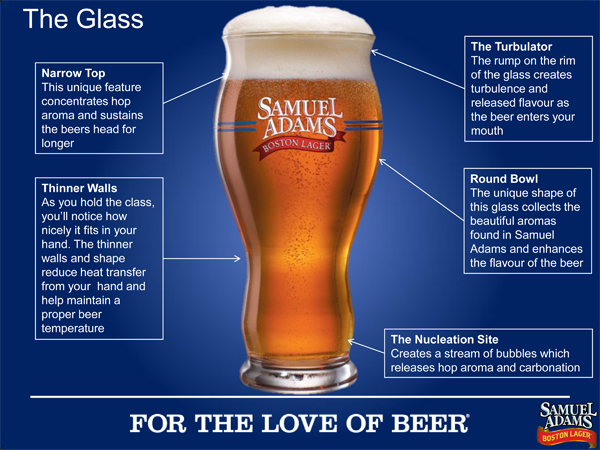 The Glass
Narrow Top
This unique feature
concentrates hop
aroma and sustains
the beers head for
longer
The Turbulator
The rump on the rim
of the glass creates
turbulence and
released flavour as
the beer enters your
mouth
SAMUEL
ADAMS
BOSTON LAGER®
Thinner Walls
As you hold the class,
you'll notice how
nicely it fits in your
hand. The thinner
walls and shape
reduce heat transfer
from your hand and
help maintain a
proper beer
temperature
Round Bowl
The unique shape of
this glass collects the
beautiful aromas
found in Samuel
Adams and enhances
the flavour of the beer
The Nucleation Site
Creates a stream of bubbles which
releases hop aroma and carbonation
FOR THE LOVE OF BEER®
SAMUEL
ADAMS
BOSTON LAGER